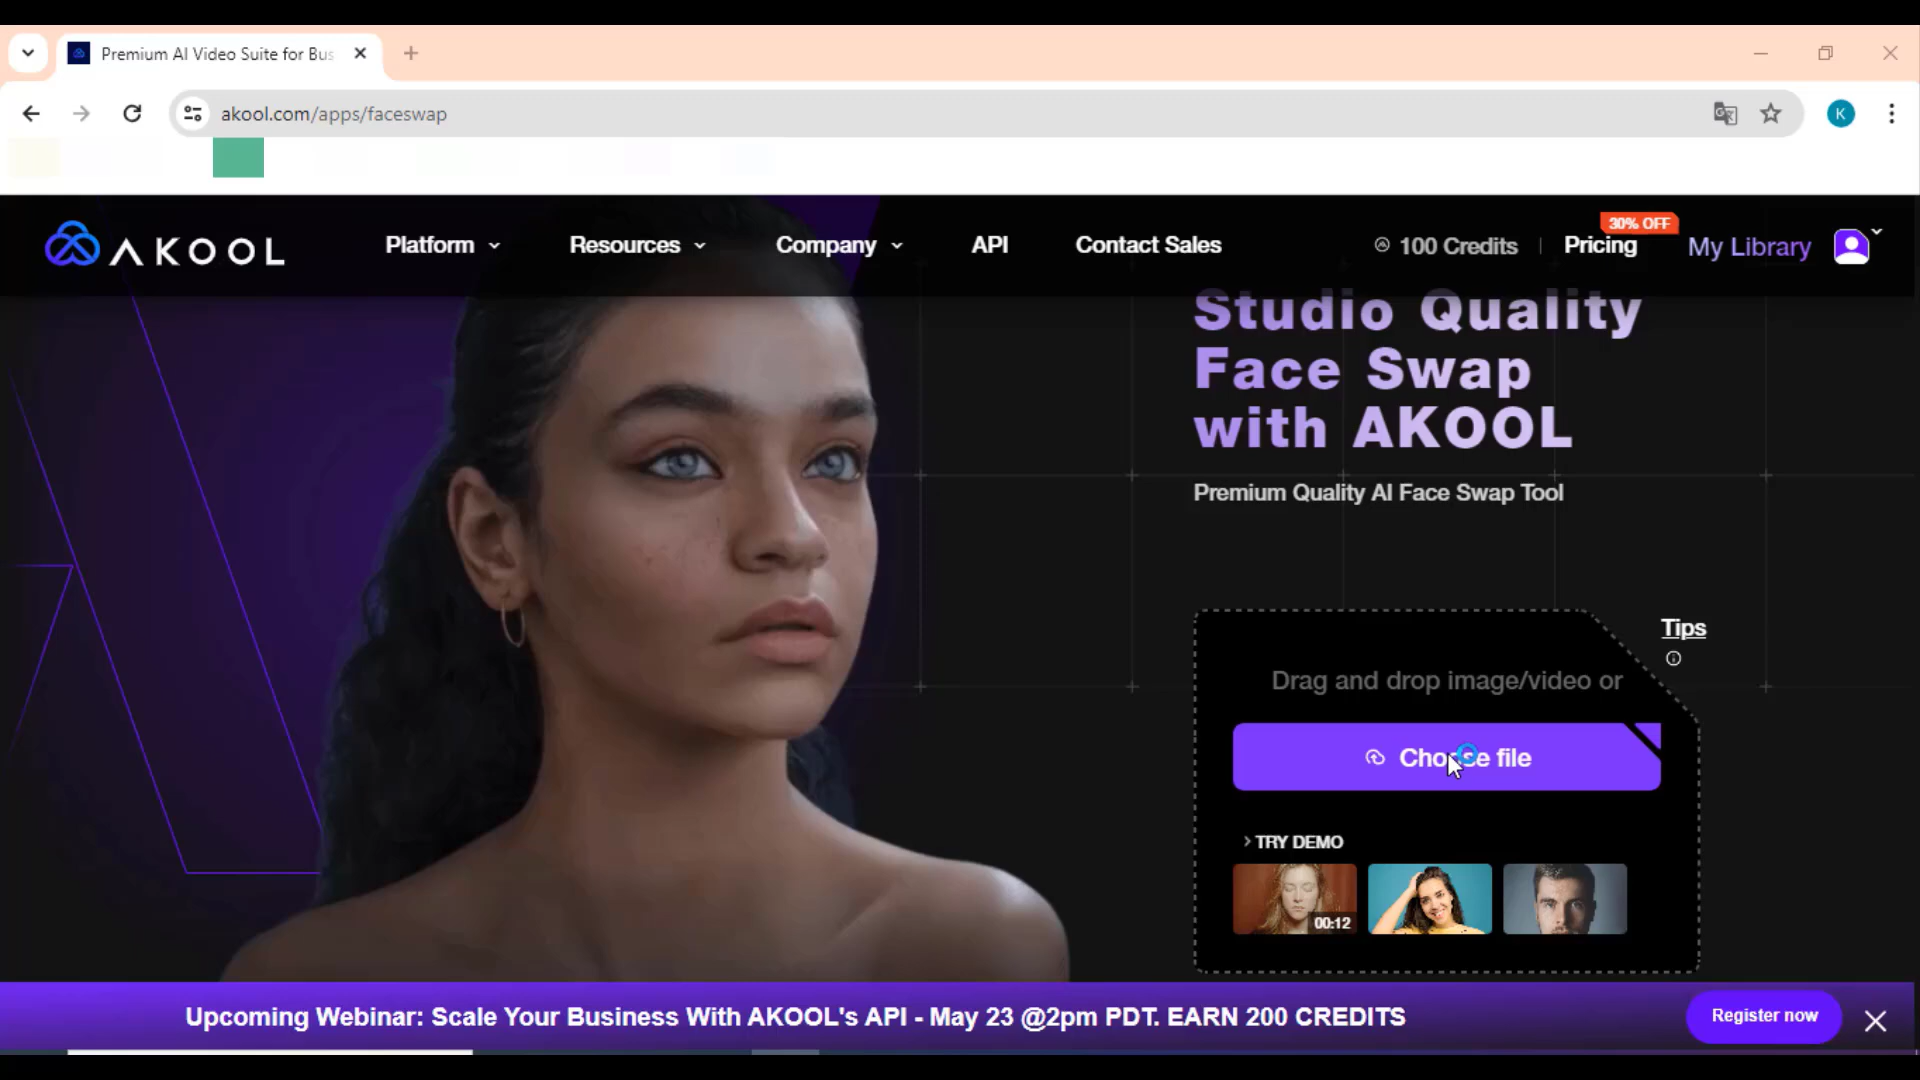 Premium AI Video Suite for Bus
akool.com/apps/faceswap
K
AKOOL
Platform
Resources
Company
API
Contact Sales
100 Credits
30% OFF
Pricing
My Library
Studio Quality
Face Swap
with AKOOL
Premium Quality AI Face Swap Tool
Tips
Drag and drop image/video or
Choose file
TRY DEMO
00:12
Upcoming Webinar: Scale Your Business With AKOOL's API - May 23 @2pm PDT. EARN 200 CREDITS
Register now